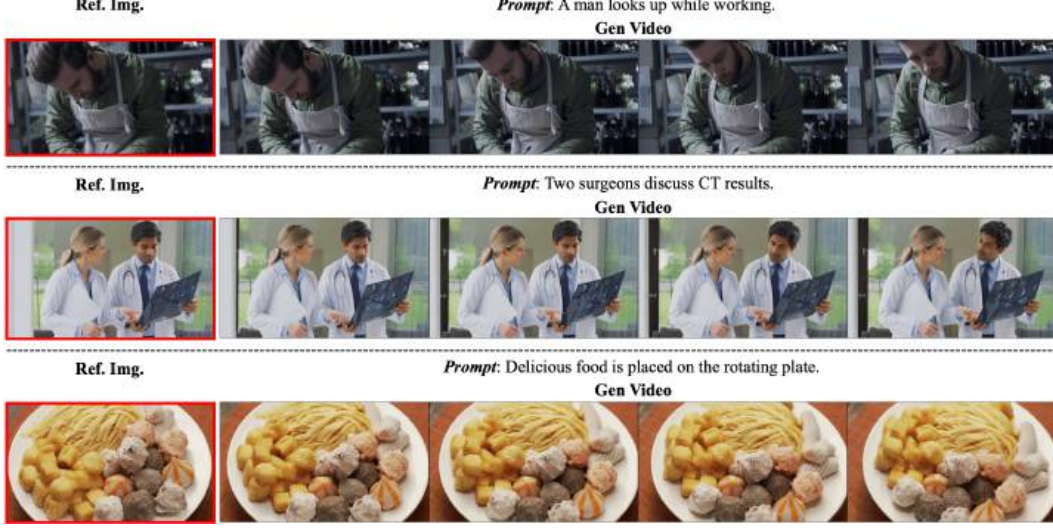 Ref. Img.
Prompt: A man looks up while working.
Gen Video
Ref. Img.
Prompt: Two surgeons discuss CT results.
Gen Video
Ref. Img.
Prompt: Delicious food is placed on the rotating plate.
Gen Video